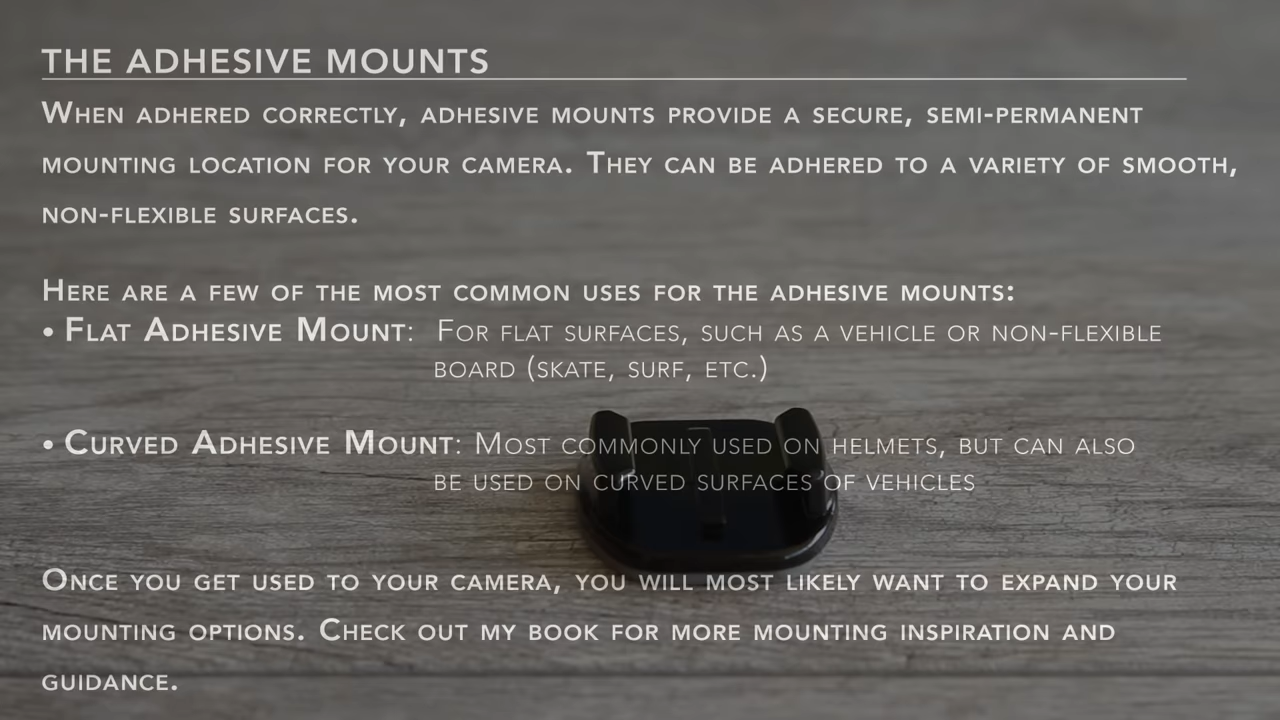 THE ADHESIVE MOUNTS
When adhered correctly, adhesive mounts provide a secure, semi-permanent
mounting location for your camera. They can be adhered to a variety of smooth,
non-flexible surfaces.
Here are a few of the most common uses for the adhesive mounts:
• Flat Adhesive Mount: For flat surfaces, such as a vehicle or non-flexible
board (skate, surf, etc.)
• Curved Adhesive Mount: Most commonly used on helmets, but can also
be used on curved surfaces of vehicles
Once you get used to your camera, you will most likely want to expand your
mounting options. Check out my book for more mounting inspiration and
guidance.